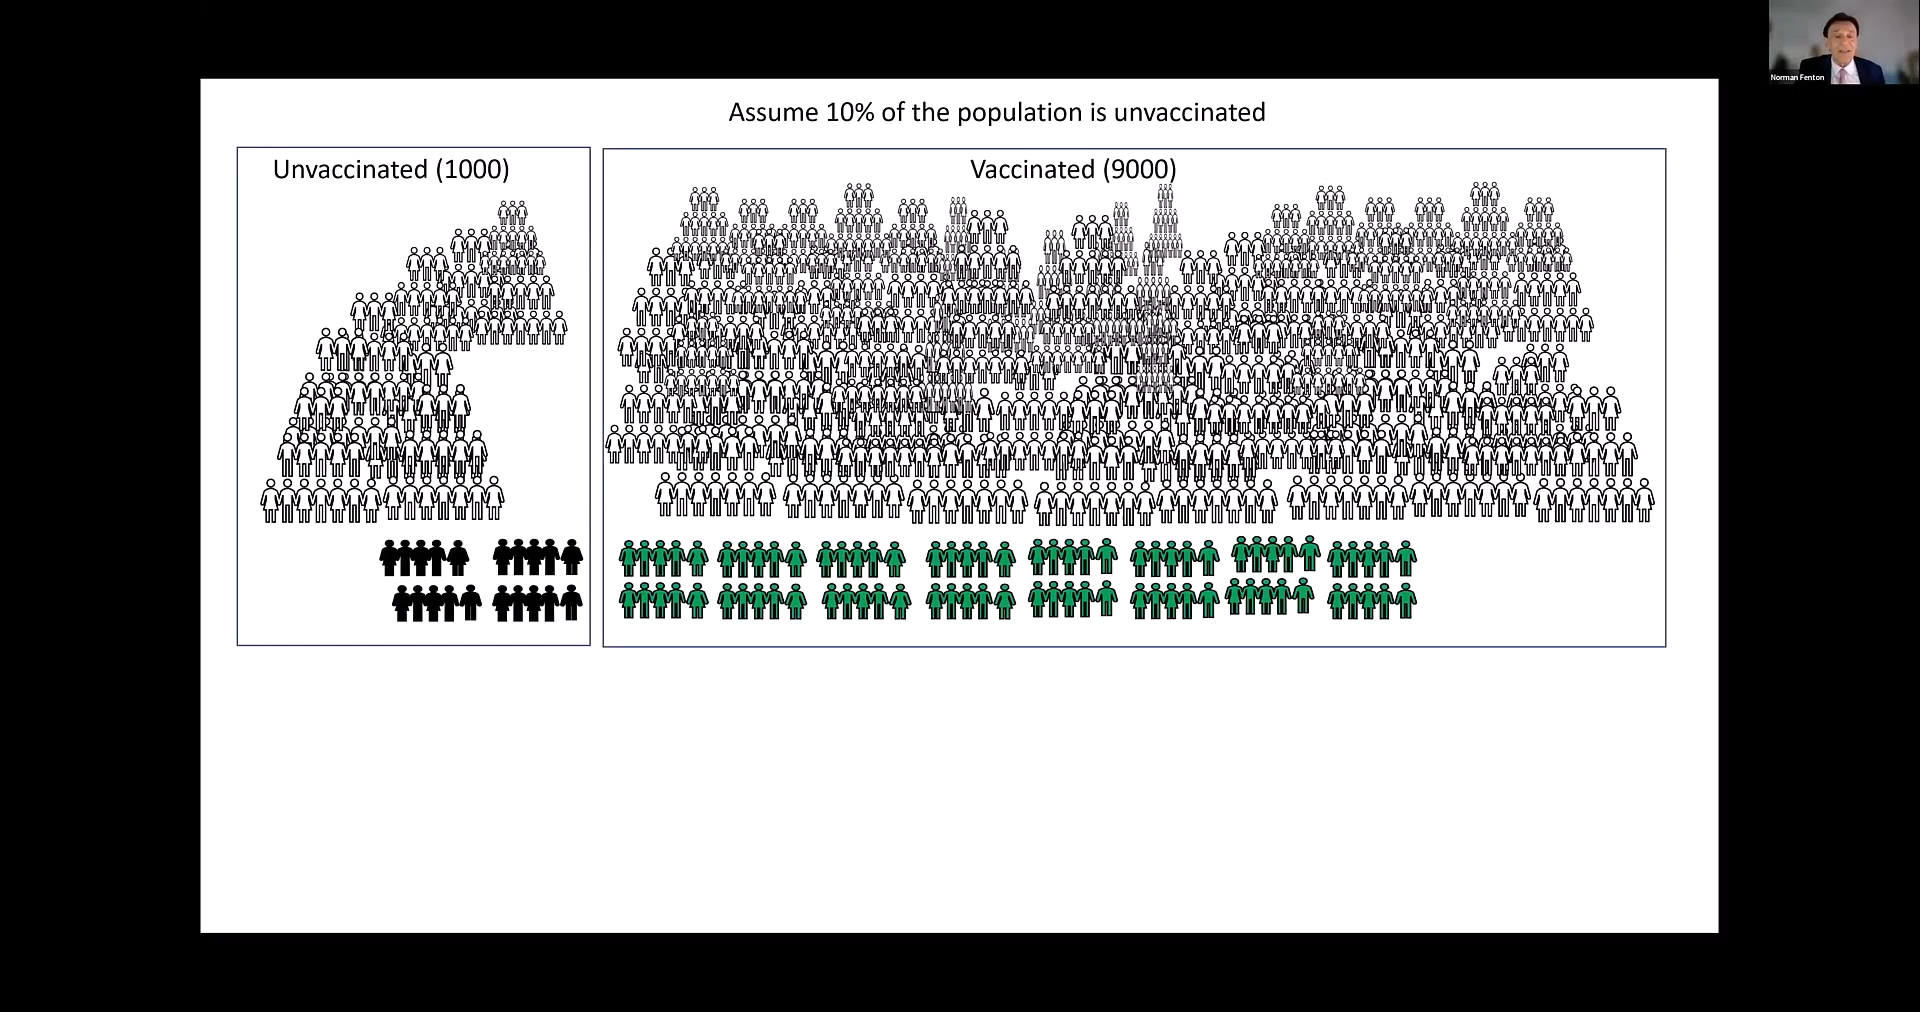 Norman Fenton
Assume 10% of the population is unvaccinated
Unvaccinated (1000)
Vaccinated (9000)